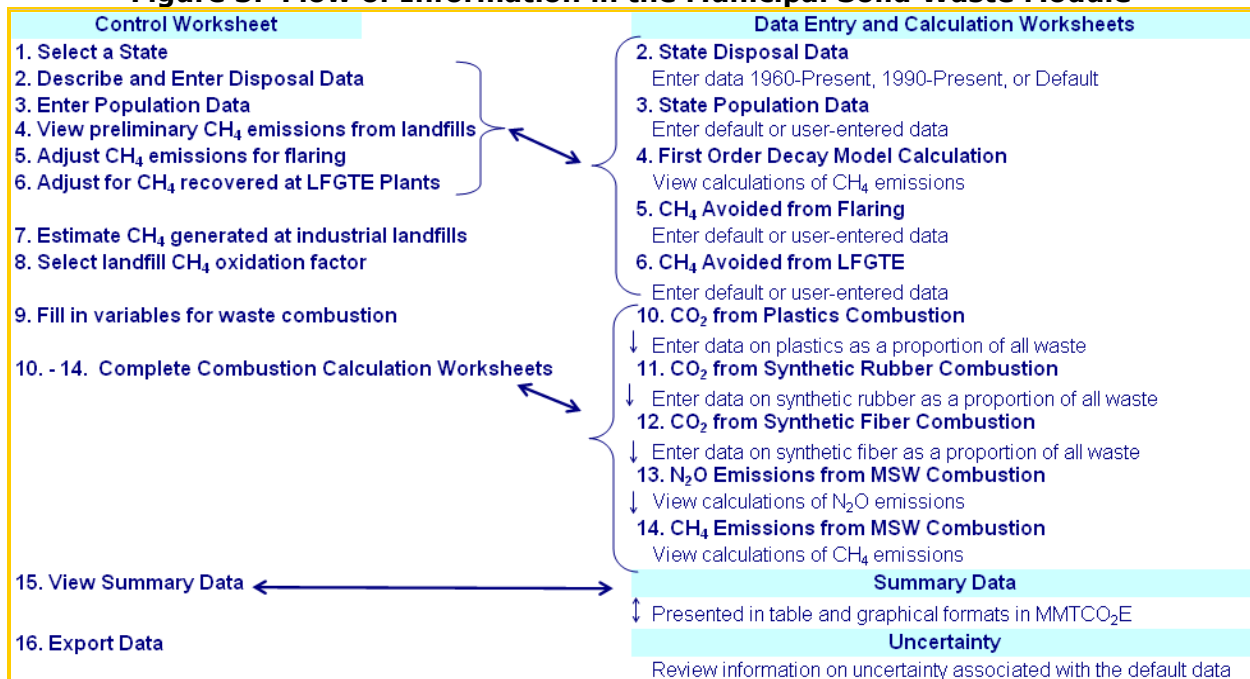 Figure 3. Flow of Information in the Municipal Solid Waste Module
Control Worksheet
1. Select a State
2. Describe and Enter Disposal Data
3. Enter Population Data
4. View preliminary CH₄ emissions from landfills
5. Adjust CH₄ emissions for flaring
6. Adjust for CH₄ recovered at LFGTE Plants
7. Estimate CH₄ generated at industrial landfills
8. Select landfill CH₄ oxidation factor
9. Fill in variables for waste combustion
10. - 14. Complete Combustion Calculation Worksheets
15. View Summary Data
16. Export Data
Data Entry and Calculation Worksheets
2. State Disposal Data
Enter data 1960-Present, 1990-Present, or Default
3. State Population Data
Enter default or user-entered data
4. First Order Decay Model Calculation
View calculations of CH₄ emissions
5. CH₄ Avoided from Flaring
Enter default or user-entered data
6. CH₄ Avoided from LFGTE
Enter default or user-entered data
10. CO₂ from Plastics Combustion
Enter data on plastics as a proportion of all waste
11. CO₂ from Synthetic Rubber Combustion
Enter data on synthetic rubber as a proportion of all waste
12. CO₂ from Synthetic Fiber Combustion
Enter data on synthetic fiber as a proportion of all waste
13. N₂O Emissions from MSW Combustion
View calculations of N₂O emissions
14. CH₄ Emissions from MSW Combustion
View calculations of CH₄ emissions
Summary Data
Presented in table and graphical formats in MMTCO₂E
Uncertainty
Review information on uncertainty associated with the default data